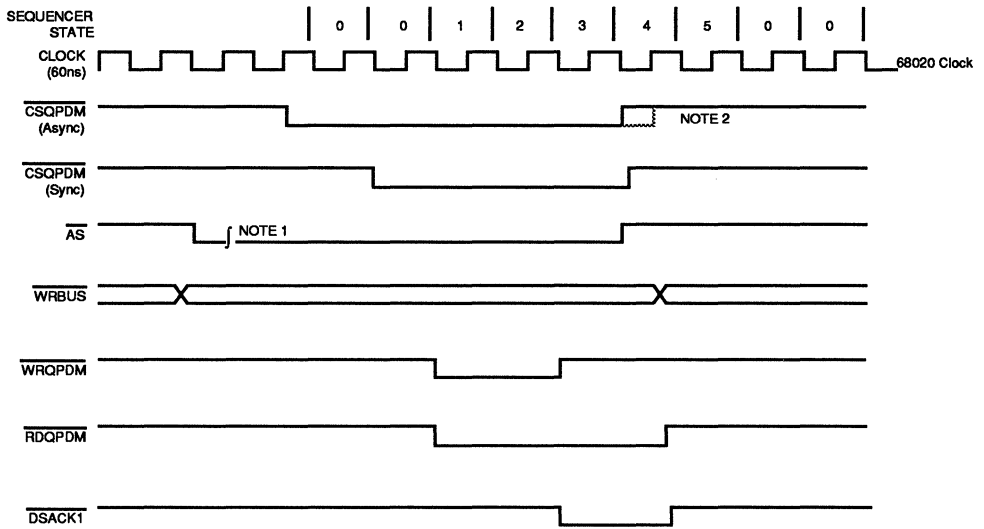 SEQUENCER STATE
0 0 1 2 3 4 5 0 0
CLOCK (60ns)
68020 Clock
CSQPDM (Async)
NOTE 2
CSQPDM (Sync)
AS
NOTE 1
WRBUS
WRQPDM
RDQPDM
DSACK1